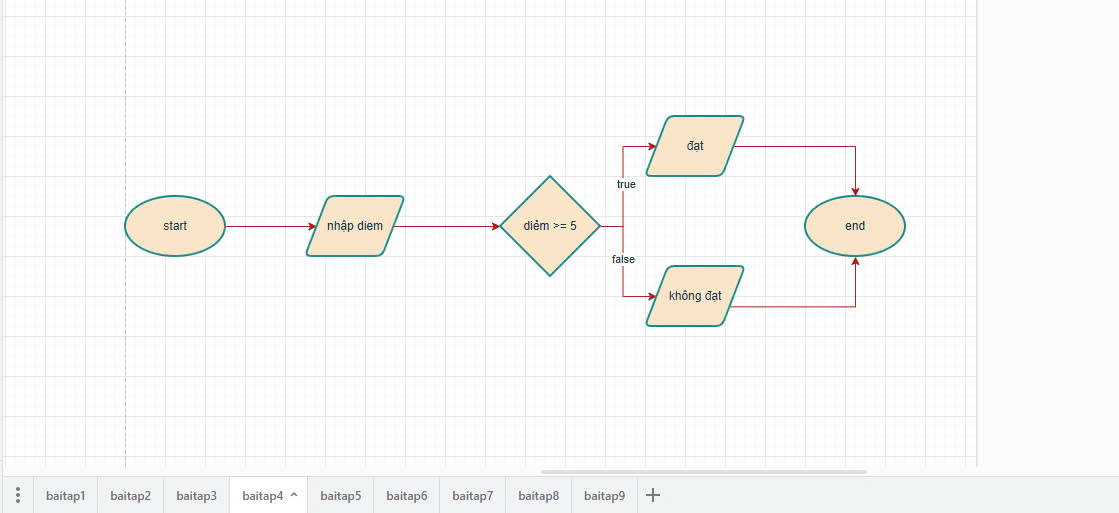 start
nhập diem
điểm >= 5
true
đạt
false
không đạt
end
baitap1
baitap2
baitap3
baitap4
baitap5
baitap6
baitap7
baitap8
baitap9